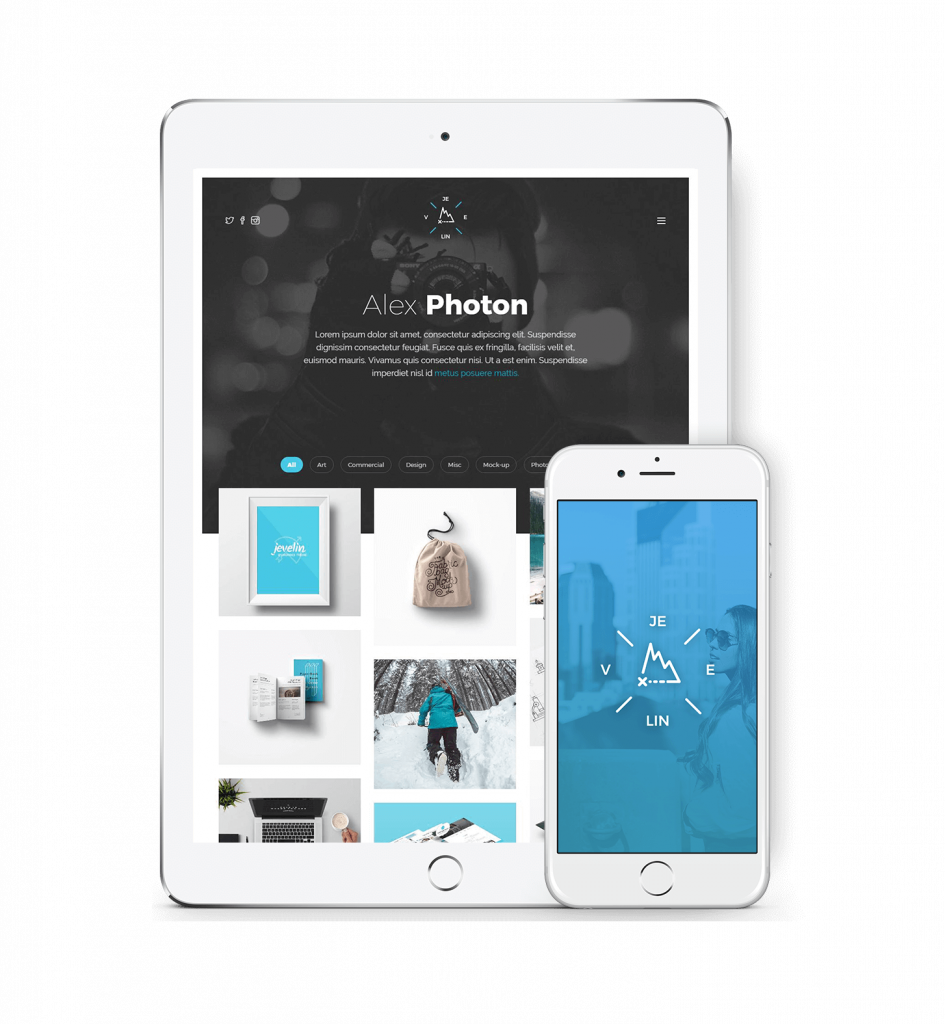 JE
V E
LIN
Alex Photon
Lorem ipsum dolor sit amet, consectetur adipiscing elit. Suspendisse
dignissim consectetur feugiat. Fusce quis ex fringilla, facilisis velit et,
euismod mauris. Vivamus quis consectetur nisi. Ut a est enim. Suspendisse
imperdiet nisl id metus posuere mattis.
All Art Commercial Design Misc Mock-up Photo
jevelin
JE
V E
LIN